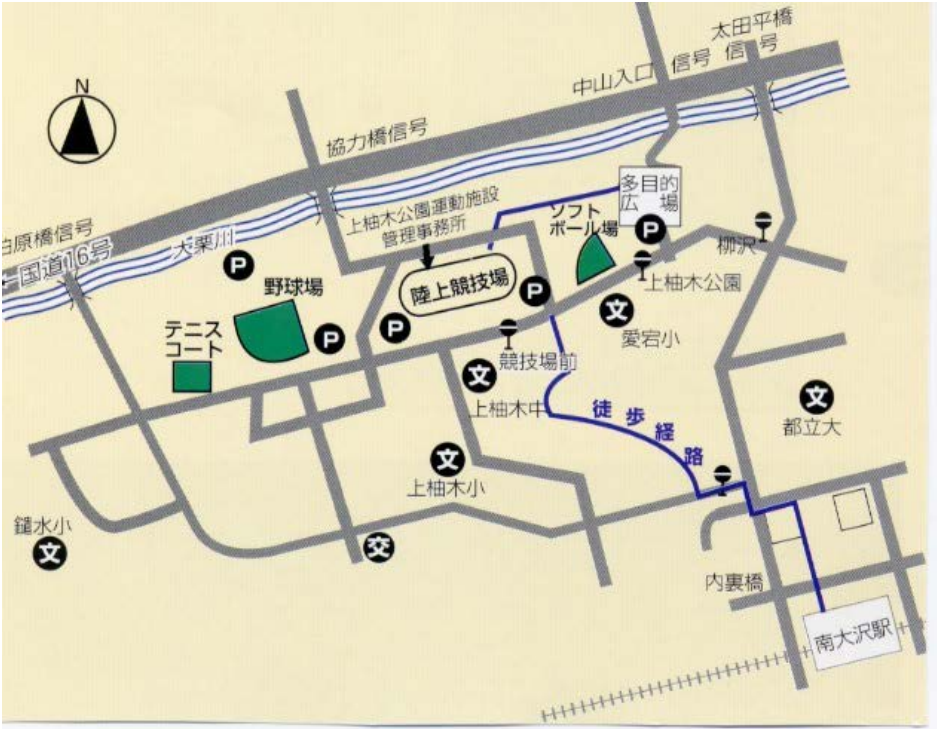 太田平橋
信号
中山入口 信号
協力橋信号
N
多目的
広場
上柚木公園運動施設
管理事務所
ソフト
ボール場
P
柳沢
原橋信号
国道16号
大栗川
P
野球場
陸上競技場
P
上柚木公園
テニス
コート
P
P
文
愛宕小
競技場前
文
上柚木中
徒歩経路
文
都立大
文
上柚木小
鑓水小
文
交
内裏橋
南大沢駅